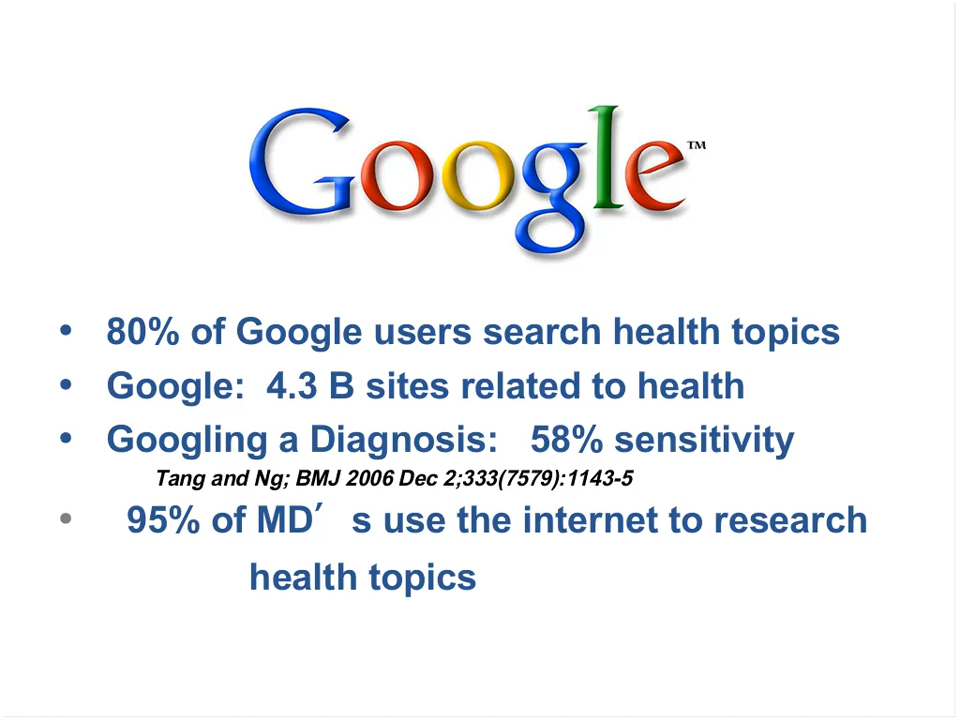 Google™
• 80% of Google users search health topics
• Google: 4.3 B sites related to health
• Googling a Diagnosis: 58% sensitivity
Tang and Ng; BMJ 2006 Dec 2;333(7579):1143-5
• 95% of MD′ s use the internet to research
health topics